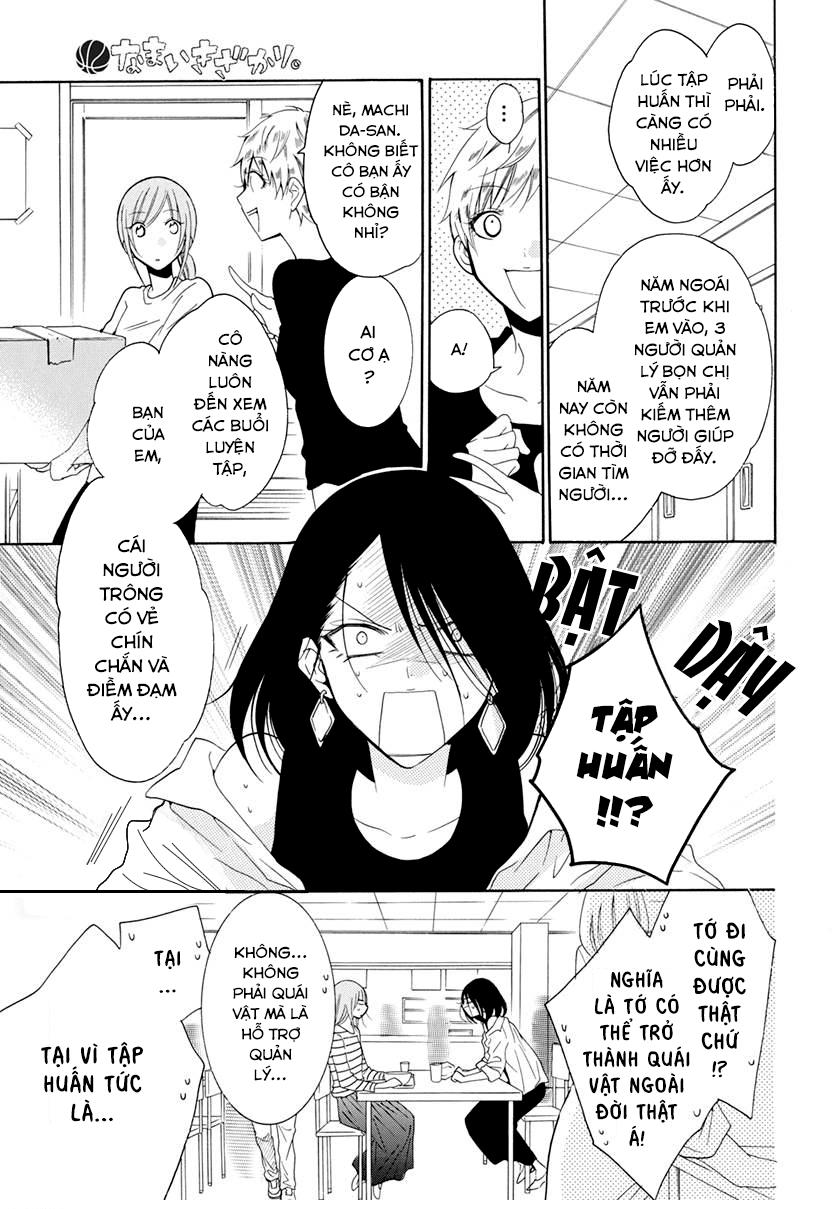 なまいきざかり。
PHẢI
PHẢI.
LÚC TẬP
HUẤN THÌ
CÀNG CÓ
NHIỀU
VIỆC HƠN
ẤY.
NĂM NGOÁI
TRƯỚC KHI
EM VÀO, 3
NGƯỜI QUẢN
LÝ BỌN CHỊ
VẪN PHẢI
KIẾM THÊM
NGƯỜI GIÚP
ĐỠ ĐẤY.
NĂM
NAY CÒN
KHÔNG
CÓ THỜI
GIAN TÌM
NGƯỜI...
...
A!
NÈ, MACHI
DA-SAN.
KHÔNG BIẾT
CÔ BẠN ẤY
CÓ BẬN
KHÔNG
NHỈ?
AI
CƠ Ạ
?
CÔ
NÀNG
LUÔN
ĐẾN XEM
CÁC BUỔI
LUYỆN
TẬP,
BẠN
CỦA
EM,
CÁI
NGƯỜI
TRÔNG
CÓ VẺ
CHÍN
CHẮN VÀ
ĐIỀM ĐẠM
ẤY...
BẬT
DẬY
TẬP
HUẤN
!!?
TỚ ĐI
CÙNG
ĐƯỢC
THẬT
CHỨ
!?
NGHĨA
LÀ TỚ CÓ
THỂ TRỞ
THÀNH QUÁI
VẬT NGOÀI
ĐỜI THẬT
Á!
KHÔNG...
KHÔNG
PHẢI QUÁI
VẬT MÀ LÀ
HỖ TRỢ
QUẢN
LÝ...
TẠI
...
TẠI VÌ TẬP
HUẤN TỨC
LÀ...